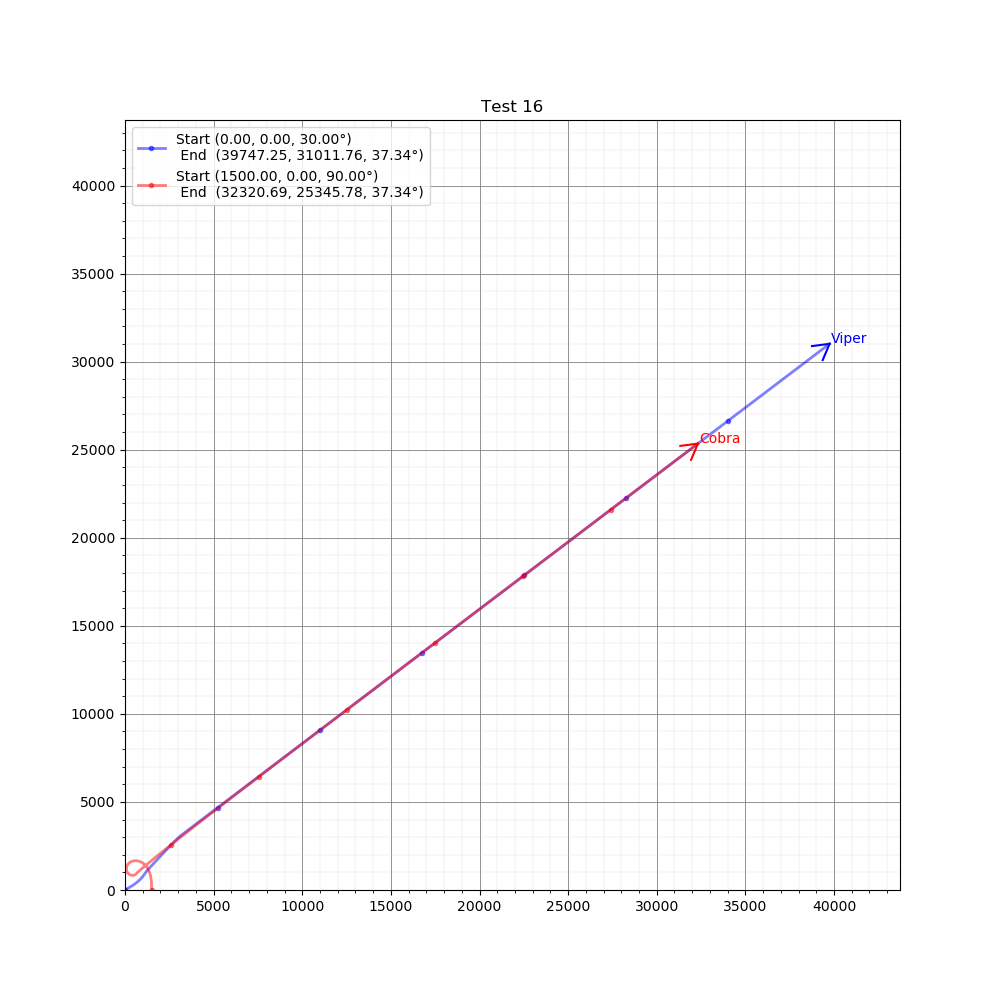 Test 16
Start (0.00, 0.00, 30.00°)
End (39747.25, 31011.76, 37.34°)
Start (1500.00, 0.00, 90.00°)
End (32320.69, 25345.78, 37.34°)
40000
35000
30000
25000
20000
15000
10000
5000
0
Viper
Cobra
0 5000 10000 15000 20000 25000 30000 35000 40000